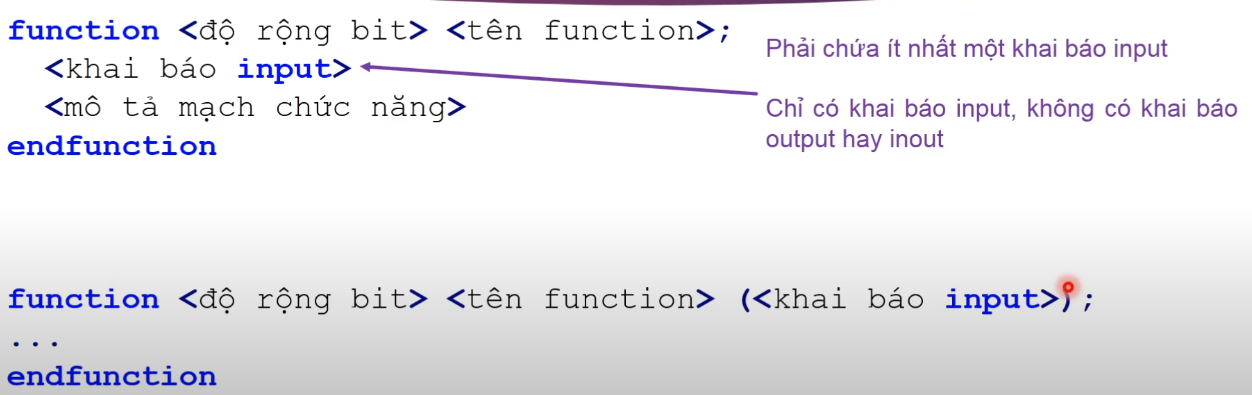 function <độ rộng bit> <tên function>;
<khai báo input>
<mô tả mạch chức năng>
endfunction
Phải chứa ít nhất một khai báo input
Chỉ có khai báo input, không có khai báo
output hay inout
function <độ rộng bit> <tên function> (<khai báo input>);
...
endfunction